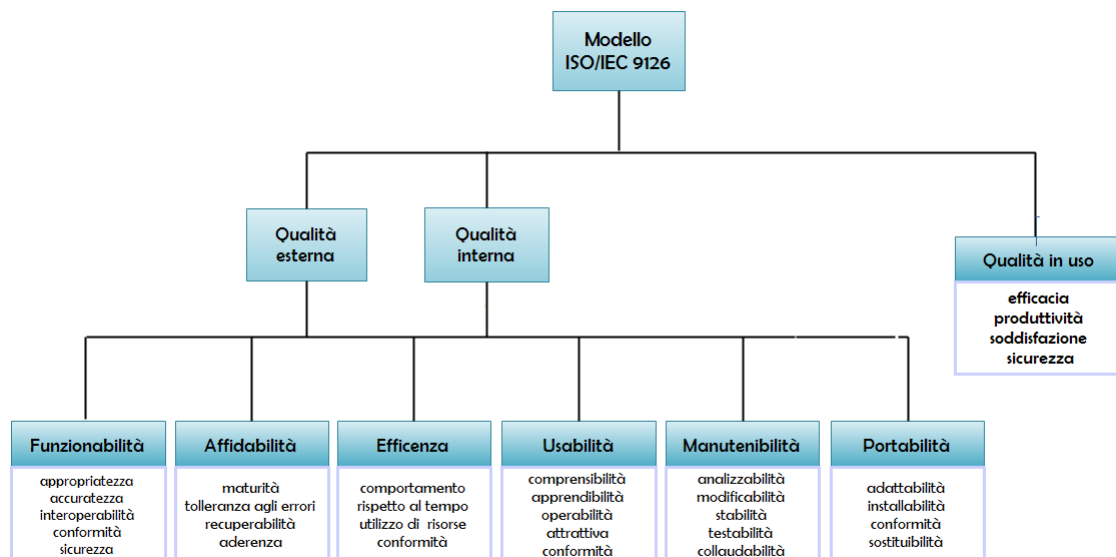 Modello
ISO/IEC 9126
Qualità
esterna
Qualità
interna
Qualità in uso
efficacia
produttività
soddisfazione
sicurezza
Funzionabilità
appropriatezza
accuratezza
interoperabilità
conformità
sicurezza
Affidabilità
maturità
tolleranza agli errori
recuperabilità
aderenza
Efficenza
comportamento
rispetto al tempo
utilizzo di risorse
conformità
Usabilità
comprensibilità
apprendibilità
operabilità
attrattiva
conformità
Manutenibilità
analizzabilità
modificabilità
stabilità
testabilità
collaudabilità
Portabilità
adattabilità
installabilità
conformità
sostituibilità